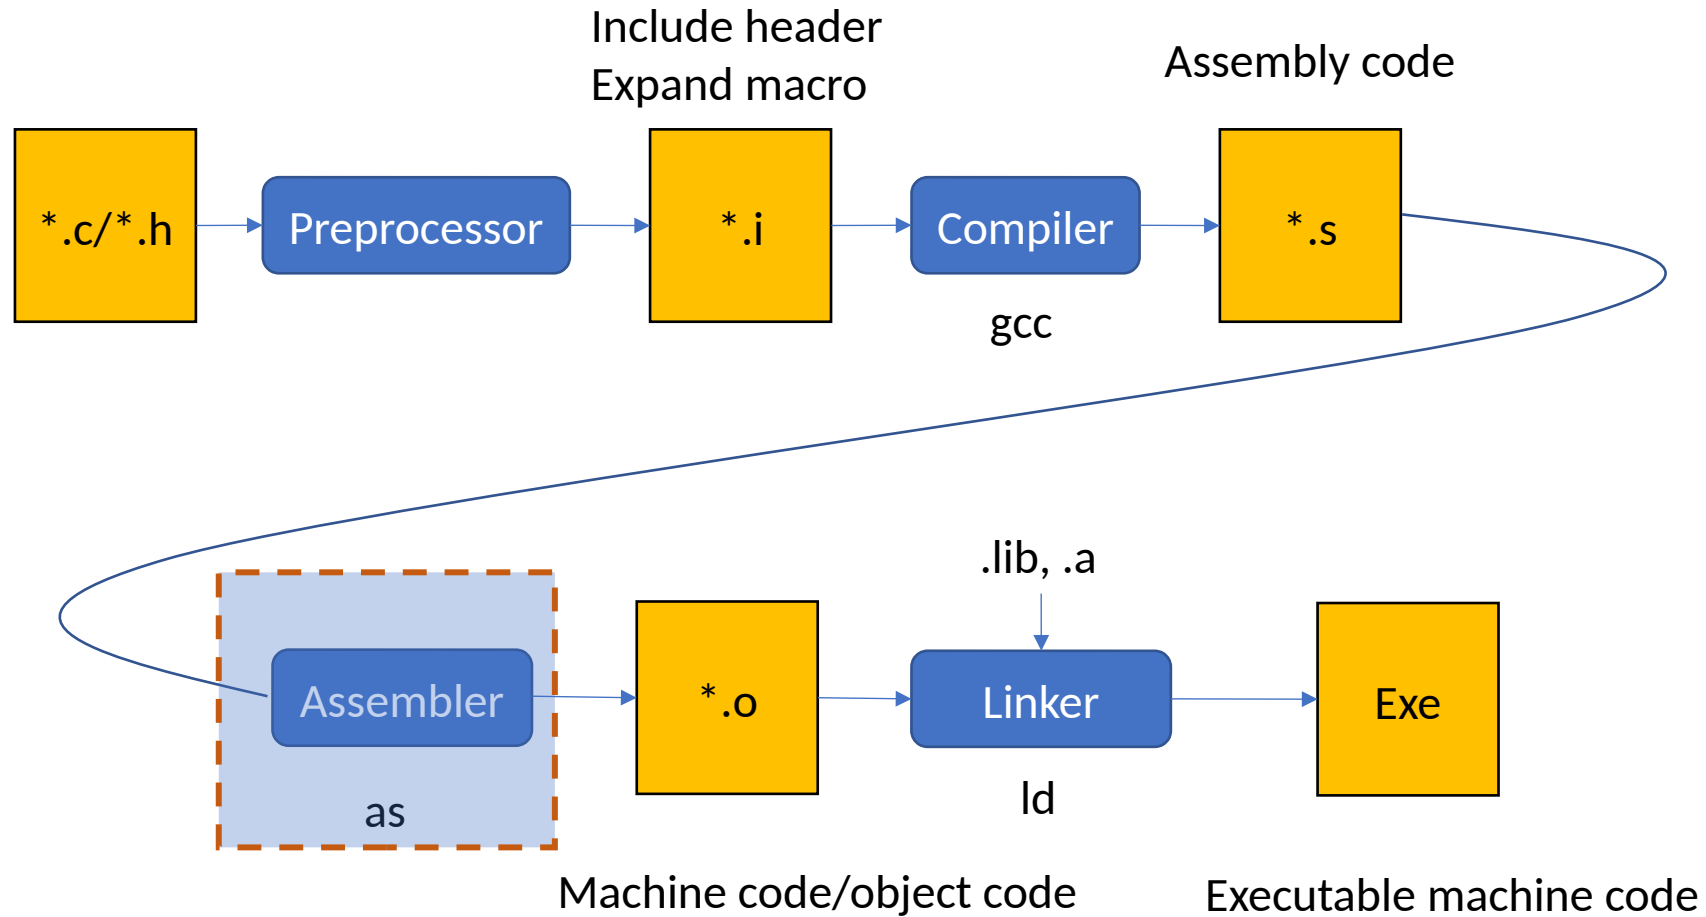 Include header
Expand macro
Assembly code
*.c/*.h
Preprocessor
*.i
Compiler
*.s
gcc
.lib, .a
Assembler
*.o
Linker
Exe
as
ld
Machine code/object code
Executable machine code